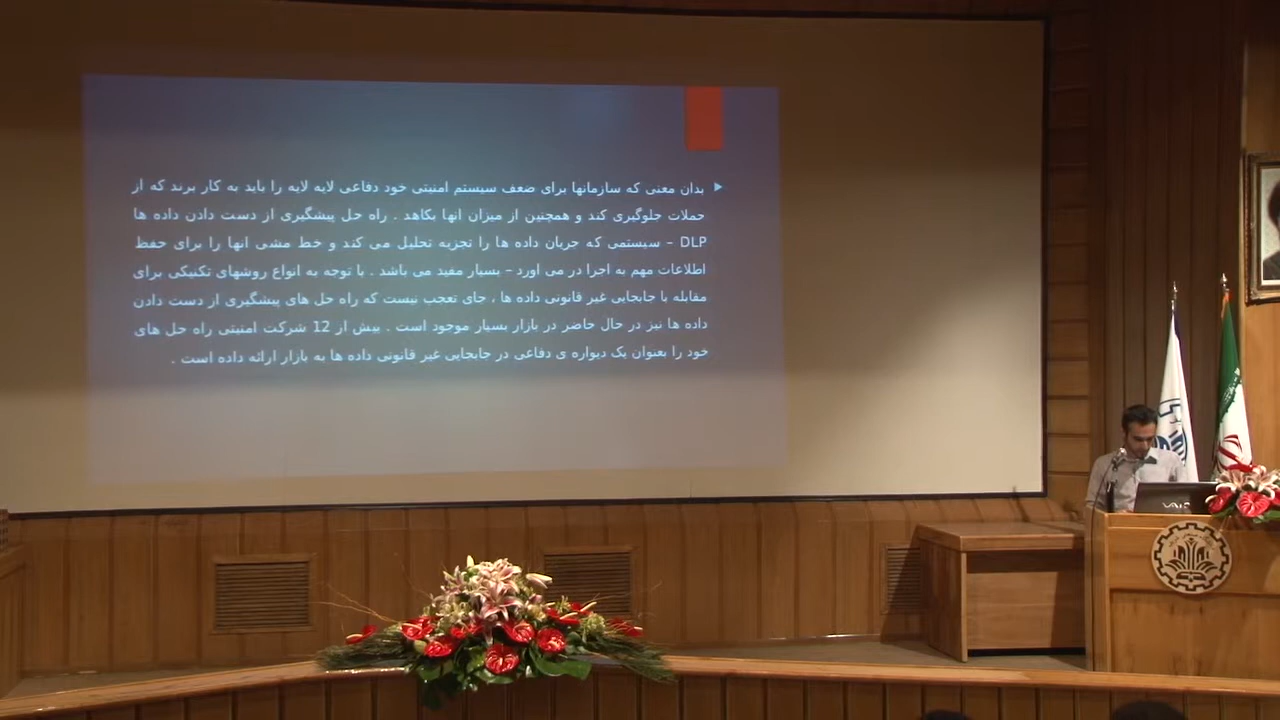 بدان معنی که سازمانها برای ضعف سیستم امنیتی خود دفاعی لایه لایه را باید به کار برند که از
حملات جلوگیری کند و همچنین از میزان انها بکاهد . راه حل پیشگیری از دست دادن داده ها
DLP – سیستمی که جریان داده ها را تجزیه تحلیل می کند و خط مشی انها را برای حفظ
اطلاعات مهم به اجرا در می اورد – بسیار مفید می باشد . با توجه به انواع روشهای تکنیکی برای
مقابله با جابجایی غیر قانونی داده ها ، جای تعجب نیست که راه حل های پیشگیری از دست دادن
داده ها نیز در حال حاضر در بازار بسیار موجود است . بیش از 12 شرکت امنیتی راه حل های
خود را بعنوان یک دیواره ی دفاعی در جابجایی غیر قانونی داده ها به بازار ارائه داده است .
VAIO